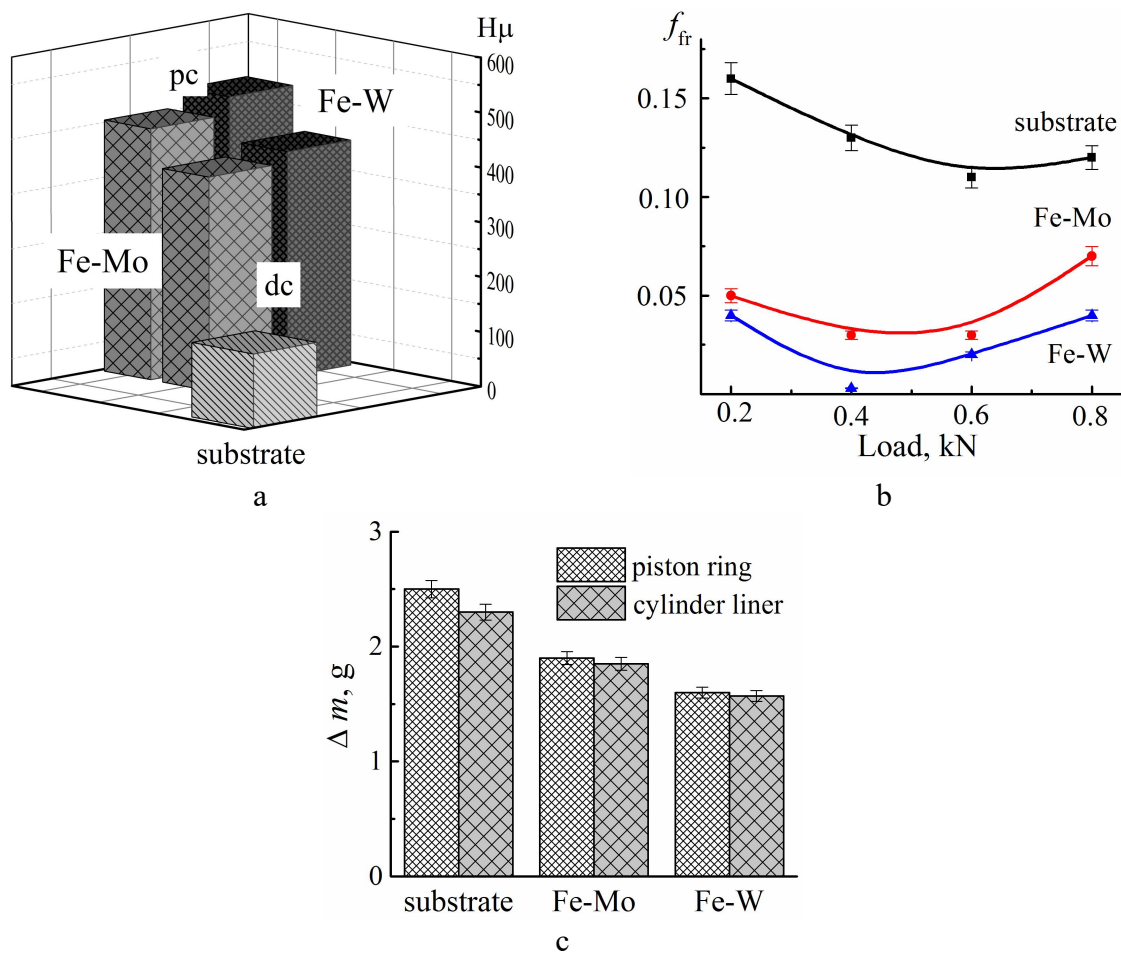 Hμ
600
500
400
300
200
100
0
pc
Fe-W
Fe-Mo
dc
substrate
a
f_fr
0.15
0.10
0.05
substrate
Fe-Mo
Fe-W
0.2 0.4 0.6 0.8
Load, kN
b
3
2
1
0
Δ m, g
piston ring
cylinder liner
substrate Fe-Mo Fe-W
c